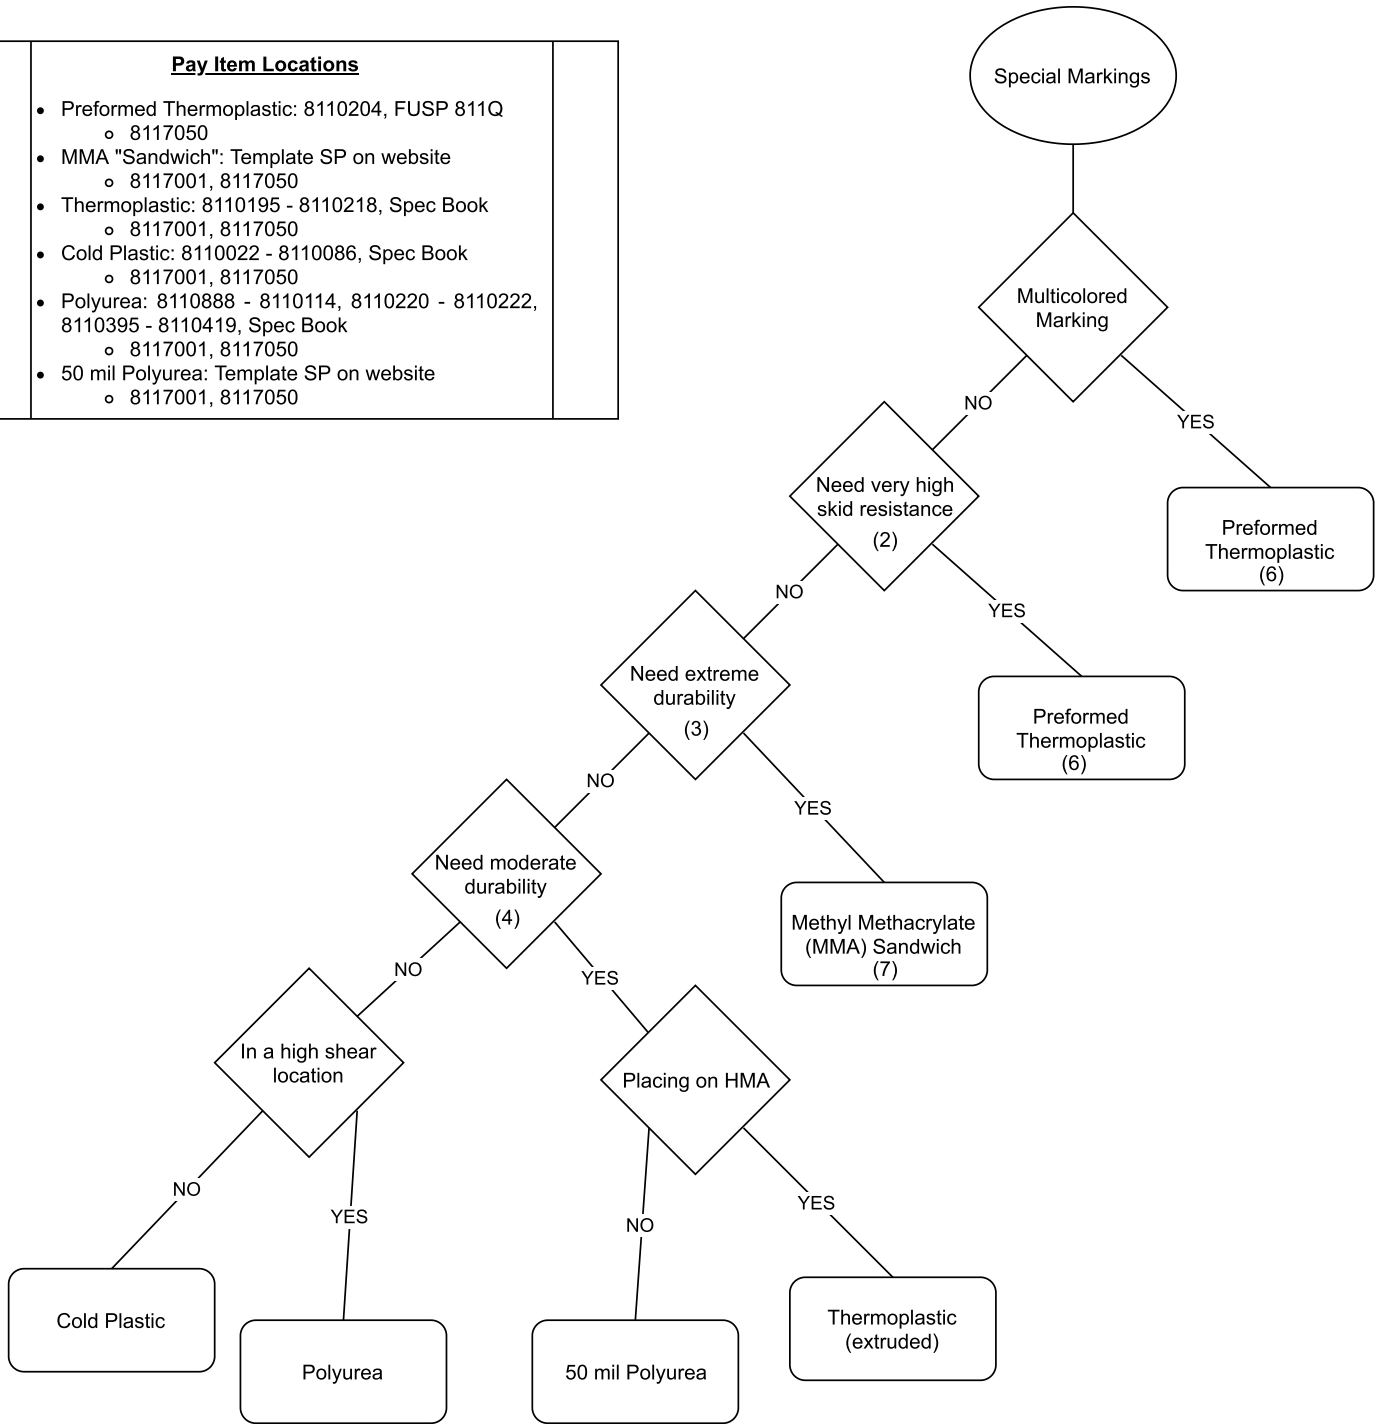 Pay Item Locations
• Preformed Thermoplastic: 8110204, FUSP 811Q
o 8117050
• MMA "Sandwich": Template SP on website
o 8117001, 8117050
• Thermoplastic: 8110195 - 8110218, Spec Book
o 8117001, 8117050
• Cold Plastic: 8110022 - 8110086, Spec Book
o 8117001, 8117050
• Polyurea: 8110888 - 8110114, 8110220 - 8110222,
8110395 - 8110419, Spec Book
o 8117001, 8117050
• 50 mil Polyurea: Template SP on website
o 8117001, 8117050
Special Markings
Multicolored
Marking
NO
YES
Need very high
skid resistance
(2)
Preformed
Thermoplastic
(6)
NO
YES
Need extreme
durability
(3)
Preformed
Thermoplastic
(6)
NO
YES
Need moderate
durability
(4)
Methyl Methacrylate
(MMA) Sandwich
(7)
NO
YES
In a high shear
location
Placing on HMA
NO
YES
NO
YES
Cold Plastic
Polyurea
50 mil Polyurea
Thermoplastic
(extruded)